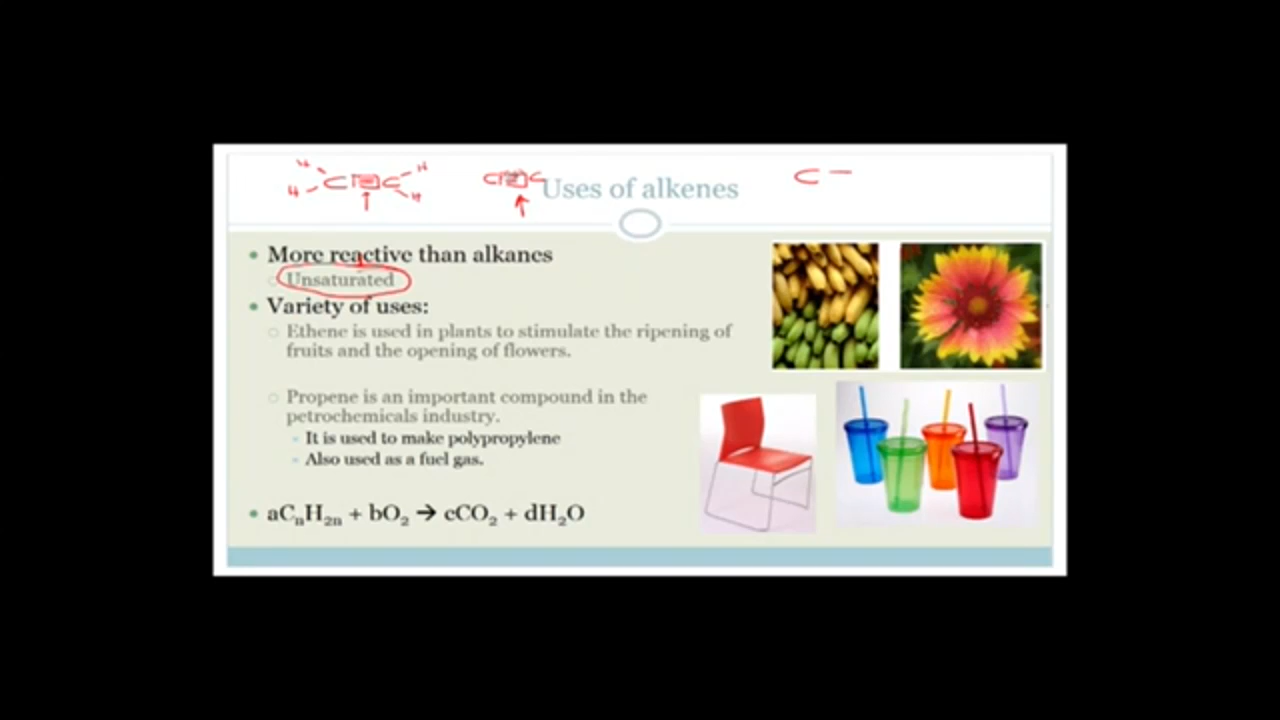 H H
H C = C H
C = C Uses of alkenes C –
• More reactive than alkanes
○ Unsaturated
• Variety of uses:
○ Ethene is used in plants to stimulate the ripening of
fruits and the opening of flowers.
○ Propene is an important compound in the
petrochemicals industry.
It is used to make polypropylene
Also used as a fuel gas.
• aCₙH₂ₙ + bO₂ → cCO₂ + dH₂O